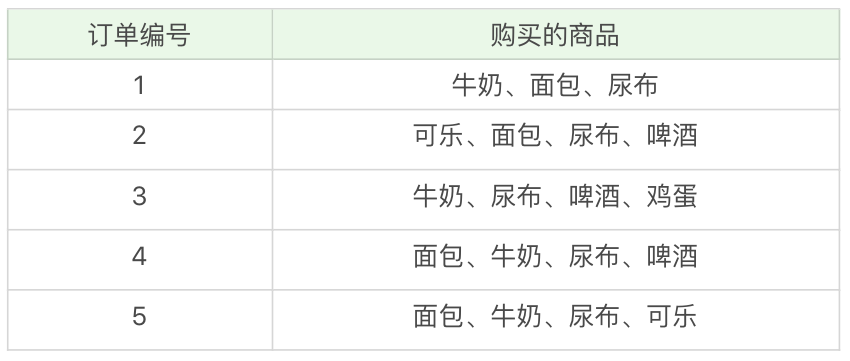 订单编号 购买的商品
1 牛奶、面包、尿布
2 可乐、面包、尿布、啤酒
3 牛奶、尿布、啤酒、鸡蛋
4 面包、牛奶、尿布、啤酒
5 面包、牛奶、尿布、可乐